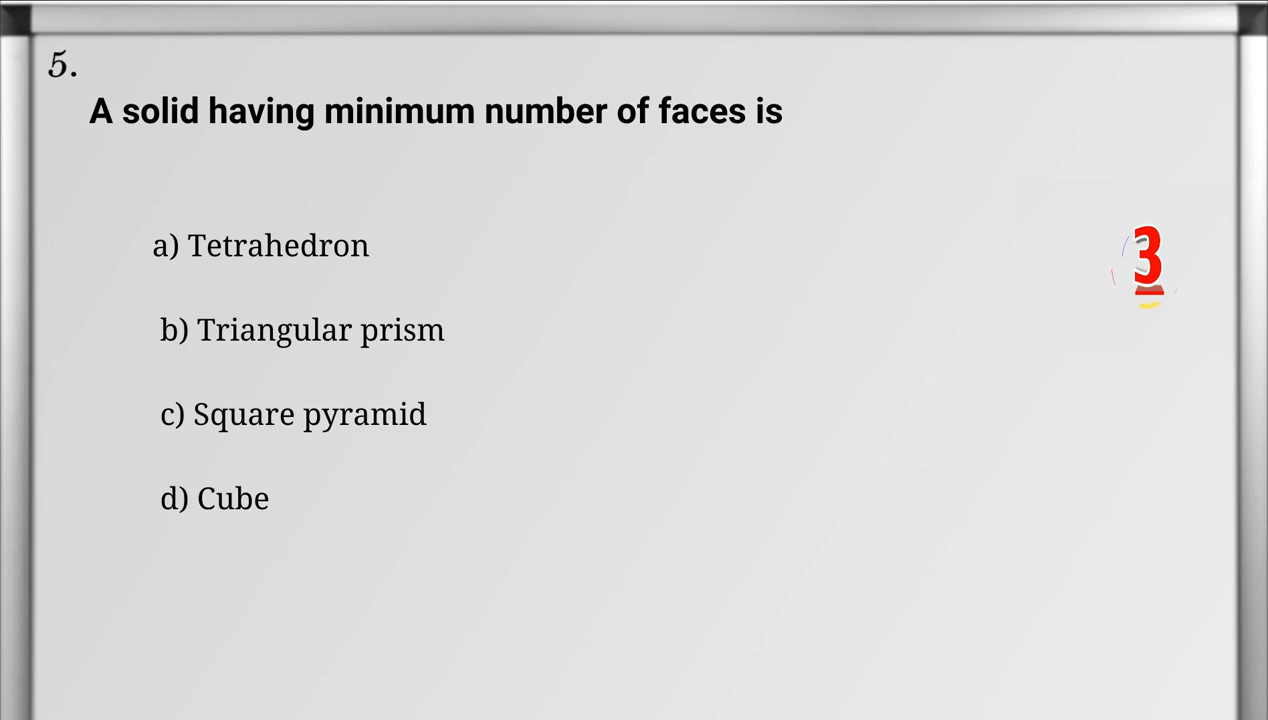 5.
A solid having minimum number of faces is
a) Tetrahedron
3
b) Triangular prism
c) Square pyramid
d) Cube